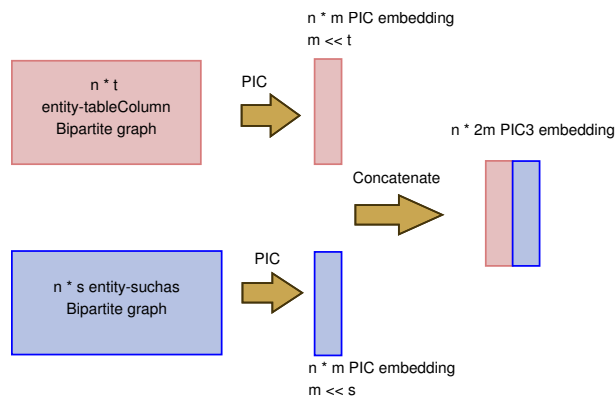 n * m PIC embedding
m << t
n * t
entity-tableColumn
Bipartite graph
PIC
n * 2m PIC3 embedding
Concatenate
n * s entity-suchas
Bipartite graph
PIC
n * m PIC embedding
m << s